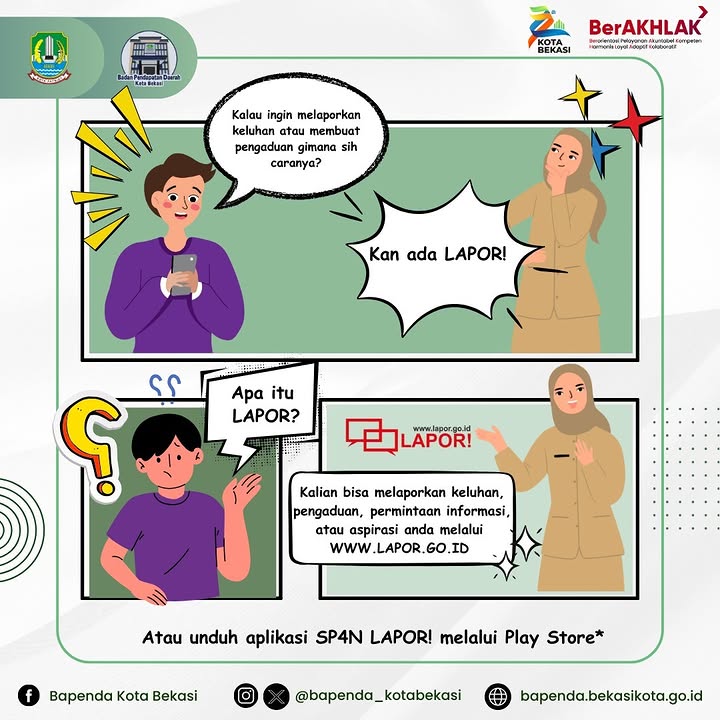 Badan Pendapatan Daerah
Kota Bekasi
KOTA
BEKASI
BerAKHLAK
Berorientasi Pelayanan Akuntabel Kompeten
Harmonis Loyal Adaptif Kolaboratif
Kalau ingin melaporkan
keluhan atau membuat
pengaduan gimana sih
caranya?
Kan ada LAPOR!
??
?
Apa itu
LAPOR?
www.lapor.go.id
LAPOR!
Kalian bisa melaporkan keluhan,
pengaduan, permintaan informasi,
atau aspirasi anda melalui
WWW.LAPOR.GO.ID
Atau unduh aplikasi SP4N LAPOR! melalui Play Store*
Bapenda Kota Bekasi
@bapenda_kotabekasi
bapenda.bekasikota.go.id